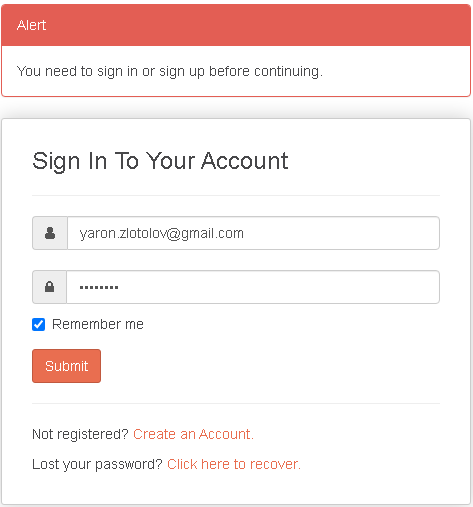 Alert
You need to sign in or sign up before continuing.
Sign In To Your Account
yaron.zlotolov@gmail.com
••••••••
Remember me
Submit
Not registered? Create an Account.
Lost your password? Click here to recover.